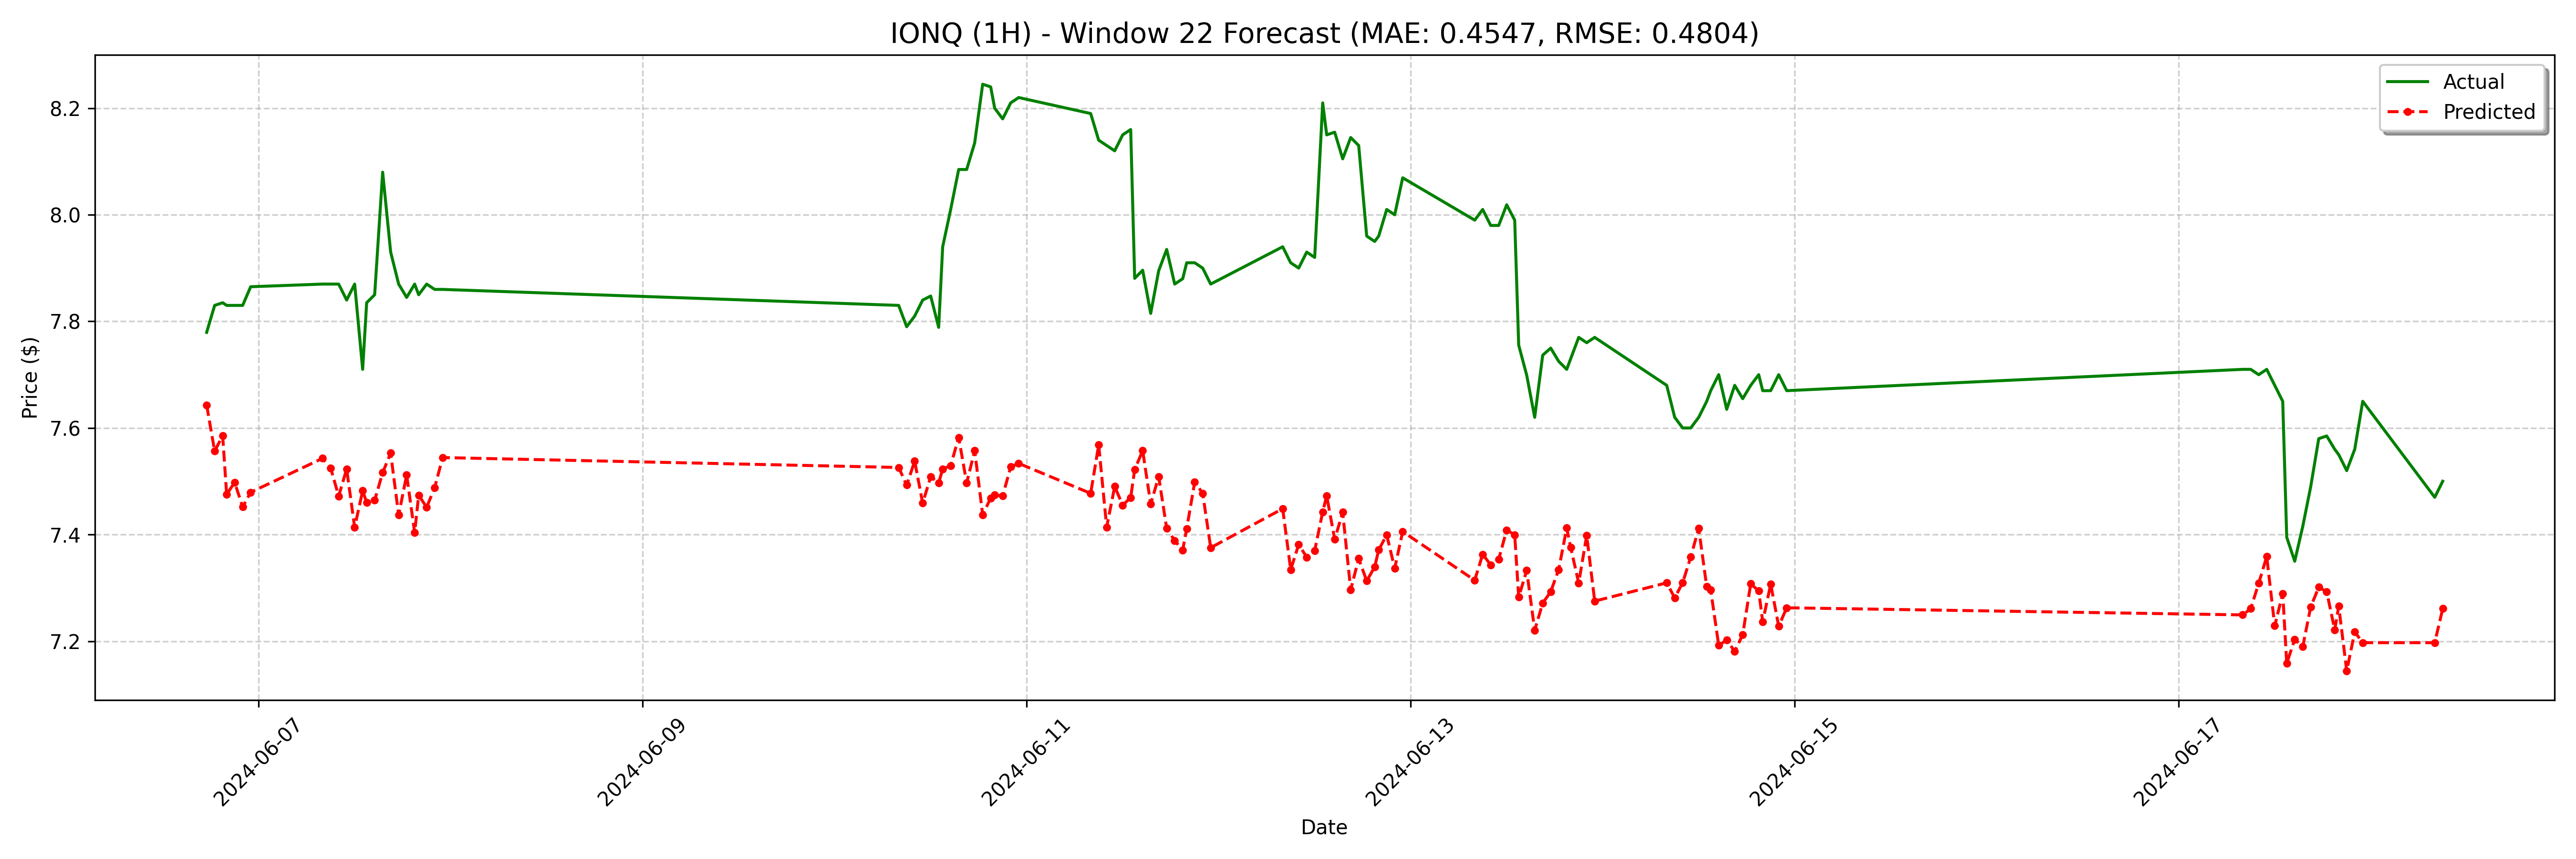 IONQ (1H) - Window 22 Forecast (MAE: 0.4547, RMSE: 0.4804)
Actual
Predicted
Price ($)
8.2
8.0
7.8
7.6
7.4
7.2
2024-06-07
2024-06-09
2024-06-11
2024-06-13
2024-06-15
2024-06-17
Date